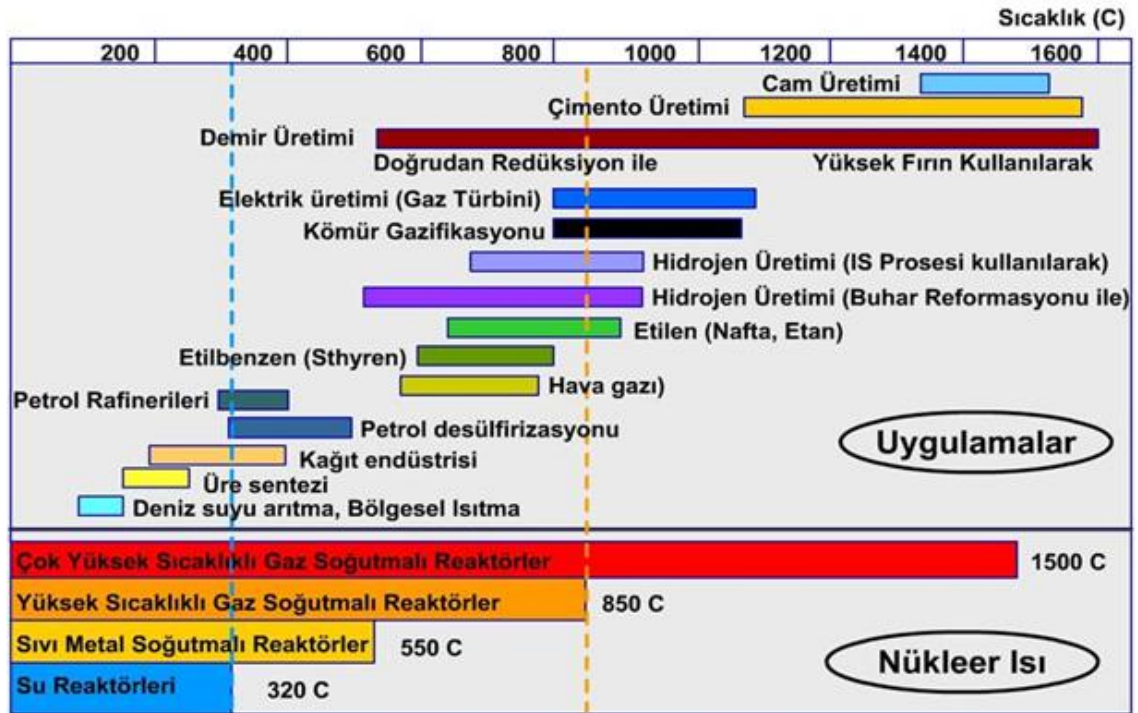 Sıcaklık (C)
200 400 600 800 1000 1200 1400 1600
Cam Üretimi
Çimento Üretimi
Demir Üretimi
Doğrudan Redüksiyon ile Yüksek Fırın Kullanılarak
Elektrik üretimi (Gaz Türbini)
Kömür Gazifikasyonu
Hidrojen Üretimi (IS Prosesi kullanılarak)
Hidrojen Üretimi (Buhar Reformasyonu ile)
Etilen (Nafta, Etan)
Etilbenzen (Sthyren)
Hava gazı)
Petrol Rafinerileri
Petrol desülfirizasyonu
Uygulamalar
Kağıt endüstrisi
Üre sentezi
Deniz suyu arıtma, Bölgesel Isıtma
Çok Yüksek Sıcaklıklı Gaz Soğutmalı Reaktörler 1500 C
Yüksek Sıcaklıklı Gaz Soğutmalı Reaktörler 850 C
Sıvı Metal Soğutmalı Reaktörler 550 C
Nükleer Isı
Su Reaktörleri 320 C